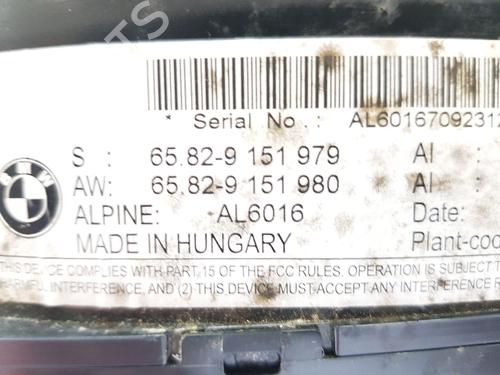 * Serial No . : AL60167092312
BMW
S : 65.82-9 151 979 AI :
AW: 65.82-9 151 980 AI :
ALPINE: AL6016 Date:
MADE IN HUNGARY Plant-cod
THIS DEVICE COMPLIES WITH PART 15 OF THE FCC RULES. OPERATION IS SUBJECT T
HARMFUL INTERFERENCE, AND (2) THIS DEVICE MUST ACCEPT ANY INTERFERENCE R